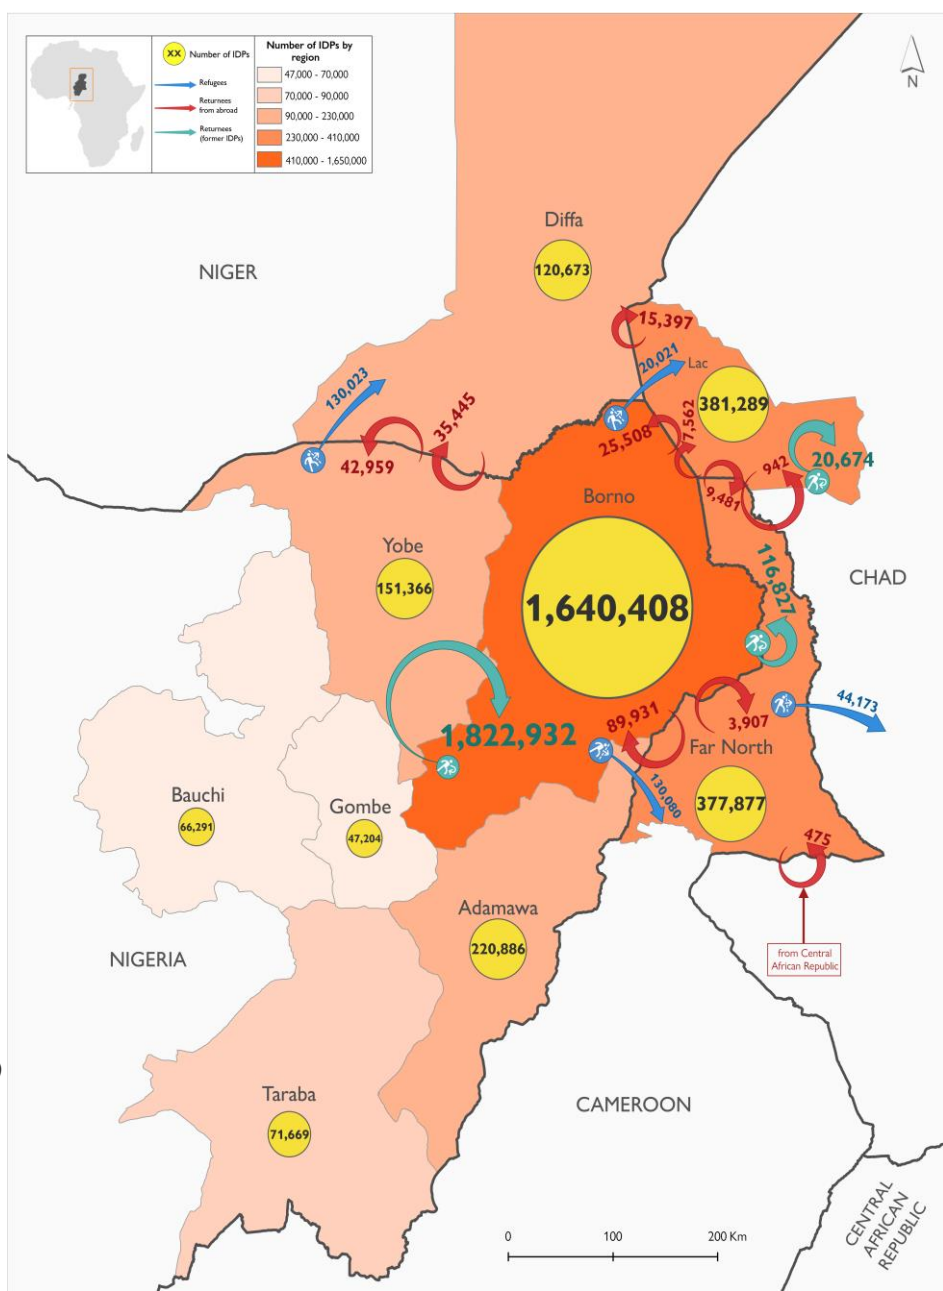 XX
Number of IDPs
Refugees
Returnees
from abroad
Returnees
(former IDPs)
Number of IDPs by
region
47,000 - 70,000
70,000 - 90,000
90,000 - 230,000
230,000 - 410,000
410,000 - 1,650,000
N
Diffa
120,673
NIGER
15,397
20,021
Lac
381,289
130,023
35,445
42,959
25,508
7,562
9,481
942
20,674
Borno
1,640,408
Yobe
151,366
116,827
CHAD
44,173
1,822,932
89,931
3,907
Far North
377,877
130,080
Bauchi
66,291
Gombe
47,204
475
Adamawa
220,886
from Central
African Republic
NIGERIA
Taraba
71,669
CAMEROON
CENTRAL
AFRICAN
REPUBLIC
0 100 200 Km